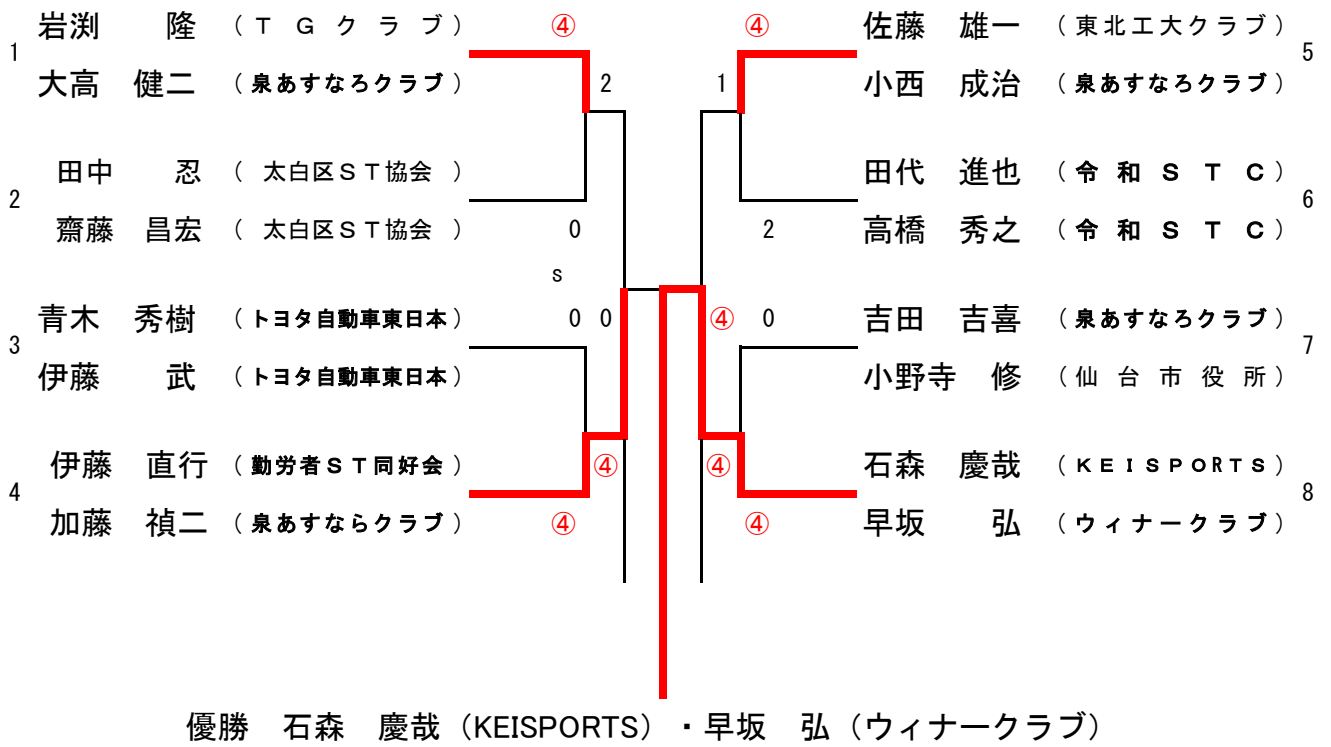 1
岩渕　隆 （ＴＧクラブ） ④
大高　健二 （泉あすなろクラブ） 2
2
田中　忍 （ 太白区ＳＴ協会 ）
齋藤　昌宏 （ 太白区ＳＴ協会 ） 0
s
3
青木　秀樹 （トヨタ自動車東日本） 0 0
伊藤　武 （トヨタ自動車東日本）
4
伊藤　直行 （勤労者ＳＴ同好会） ④
加藤　禎二 （泉あすならクラブ） ④
④ 佐藤　雄一 （東北工大クラブ）
5
1 小西　成治 （泉あすなろクラブ）
田代　進也 （令和ＳＴＣ）
6
2 高橋　秀之 （令和ＳＴＣ）
④ 0 吉田　吉喜 （泉あすなろクラブ）
7
小野寺　修 （仙台市役所）
④ 石森　慶哉 （ＫＥＩＳＰＯＲＴＳ）
8
④ 早坂　弘 （ウィナークラブ）
優勝　石森　慶哉（KEISPORTS）・早坂　弘（ウィナークラブ）